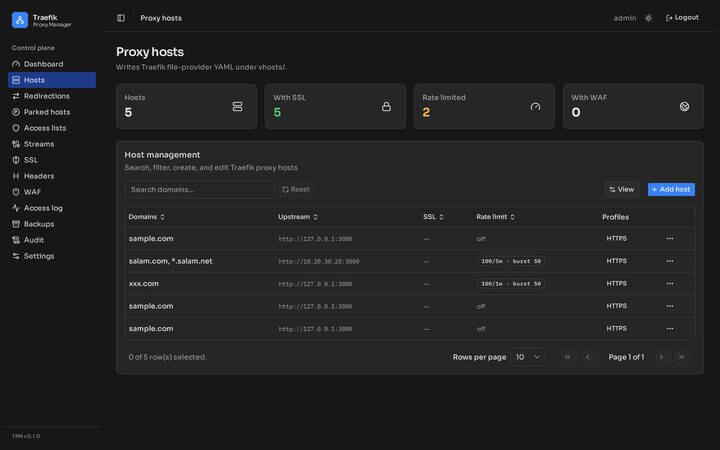 Traefik
Proxy Manager
Control plane
Dashboard
Hosts
Redirections
Parked hosts
Access lists
Streams
SSL
Headers
WAF
Access log
Backups
Audit
Settings
TPM v0.1.0
Proxy hosts
admin
Logout
Proxy hosts
Writes Traefik file-provider YAML under vhosts/.
Hosts
5
With SSL
5
Rate limited
2
With WAF
0
Host management
Search, filter, create, and edit Traefik proxy hosts
Search domains...
Reset
View
+ Add host
Domains Upstream SSL Rate limit Profiles
sample.com http://127.0.0.1:3000 — off HTTPS ...
salam.com, *.salam.net http://10.20.30.20:3000 — 100/5m · burst 50 HTTPS ...
xxx.com http://127.0.0.1:3000 — 100/1m · burst 50 HTTPS ...
sample.com http://127.0.0.1:3000 — off HTTPS ...
sample.com http://127.0.0.1:3000 — off HTTPS ...
0 of 5 row(s) selected.
Rows per page 10
Page 1 of 1